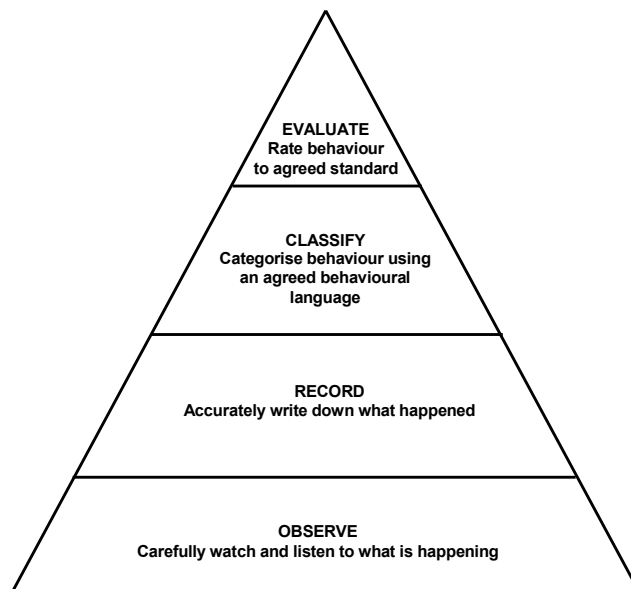 EVALUATE
Rate behaviour
to agreed standard
CLASSIFY
Categorise behaviour using
an agreed behavioural
language
RECORD
Accurately write down what happened
OBSERVE
Carefully watch and listen to what is happening